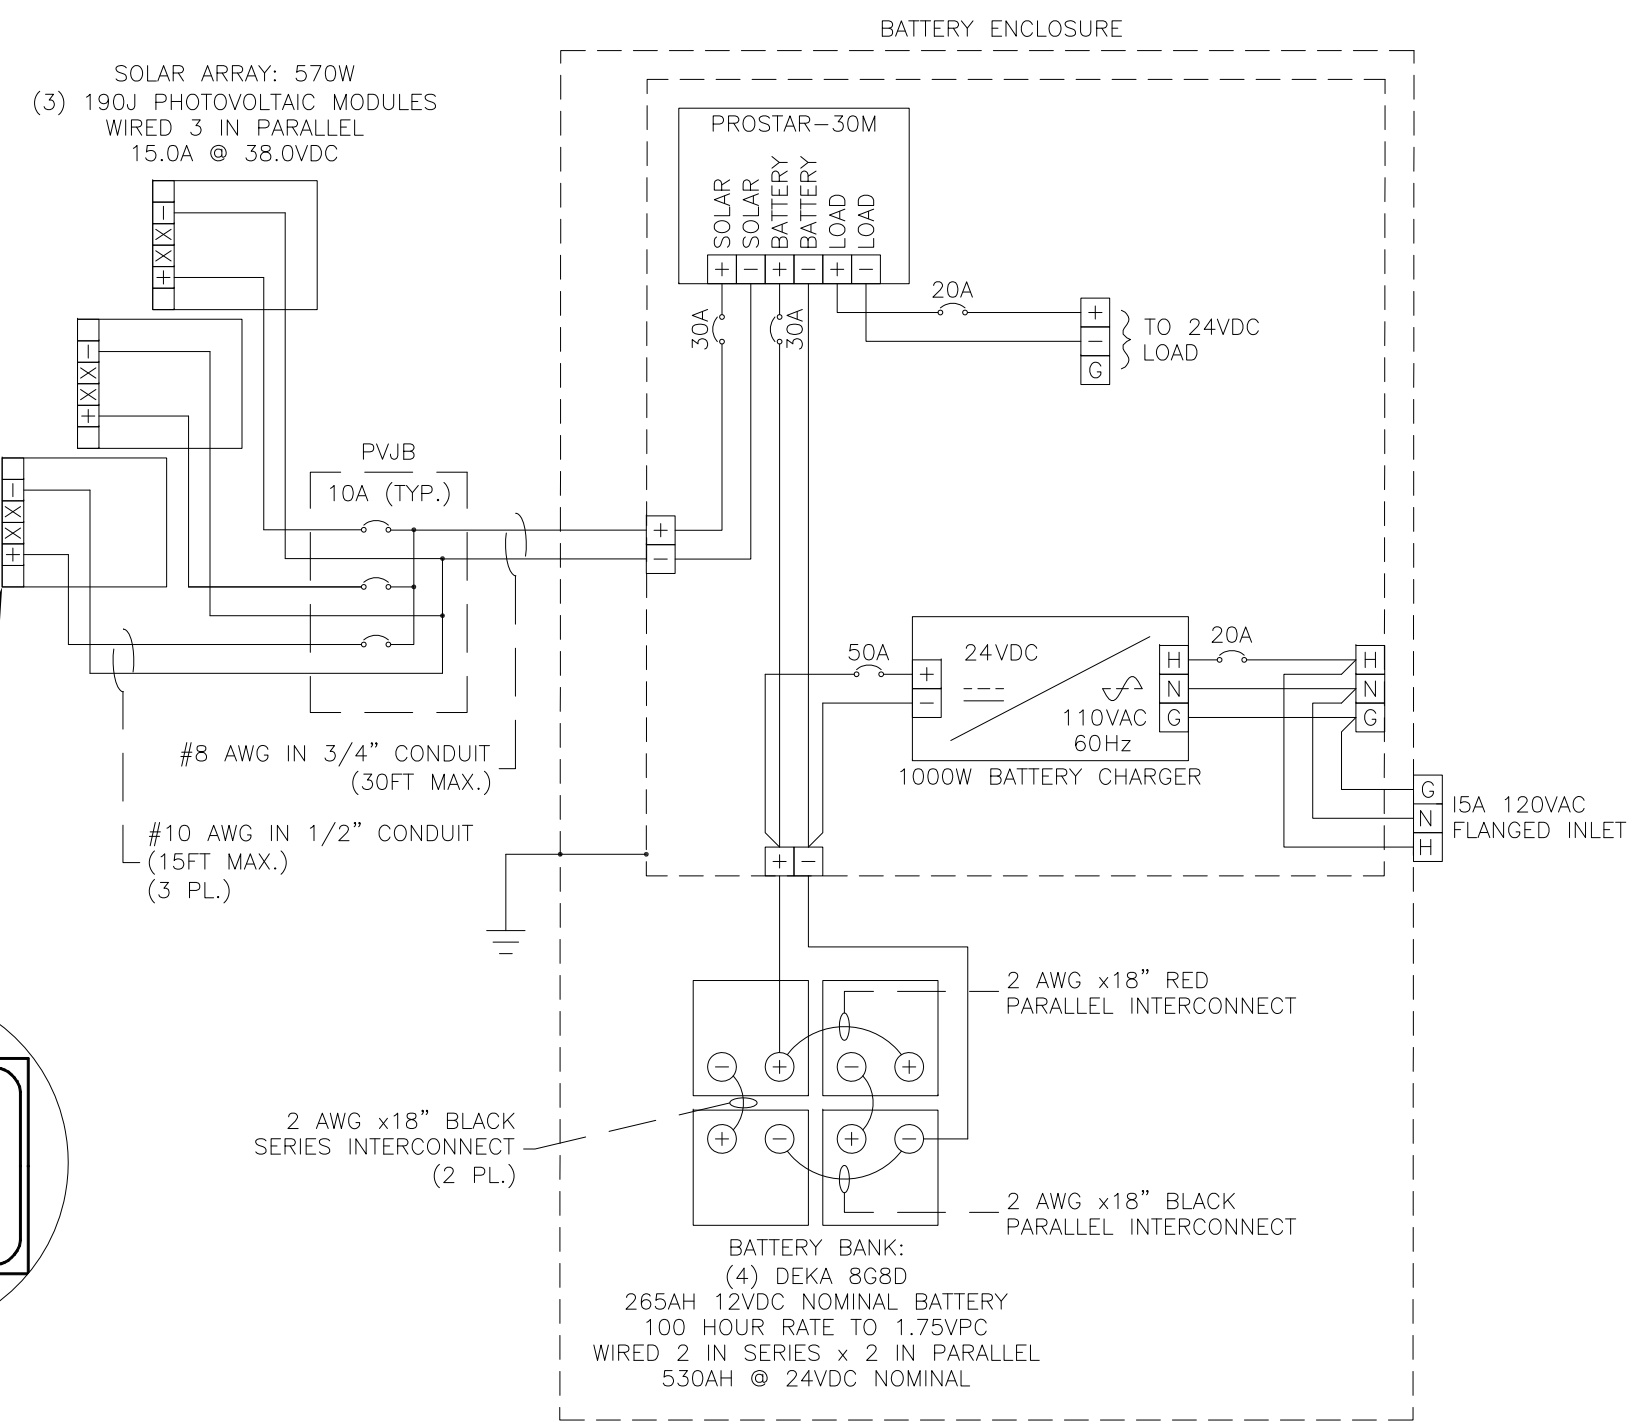 BATTERY ENCLOSURE
SOLAR ARRAY: 570W
(3) 190J PHOTOVOLTAIC MODULES
WIRED 3 IN PARALLEL
15.0A @ 38.0VDC
PROSTAR-30M
SOLAR
SOLAR
BATTERY
BATTERY
LOAD
LOAD
+ - + - + -
30A
30A
20A
+
-
G
TO 24VDC
LOAD
-
X
X
+
-
X
X
+
-
X
X
+
PVJB
10A (TYP.)
+
-
#8 AWG IN 3/4” CONDUIT
(30FT MAX.)
#10 AWG IN 1/2” CONDUIT
(15FT MAX.)
(3 PL.)
50A
+
-
24VDC
110VAC
60Hz
H
N
G
1000W BATTERY CHARGER
20A
H
N
G
G
N
H
15A 120VAC
FLANGED INLET
+ -
- + - +
+ - + -
2 AWG x18” RED
PARALLEL INTERCONNECT
2 AWG x18” BLACK
SERIES INTERCONNECT
(2 PL.)
2 AWG x18” BLACK
PARALLEL INTERCONNECT
BATTERY BANK:
(4) DEKA 8G8D
265AH 12VDC NOMINAL BATTERY
100 HOUR RATE TO 1.75VPC
WIRED 2 IN SERIES x 2 IN PARALLEL
530AH @ 24VDC NOMINAL